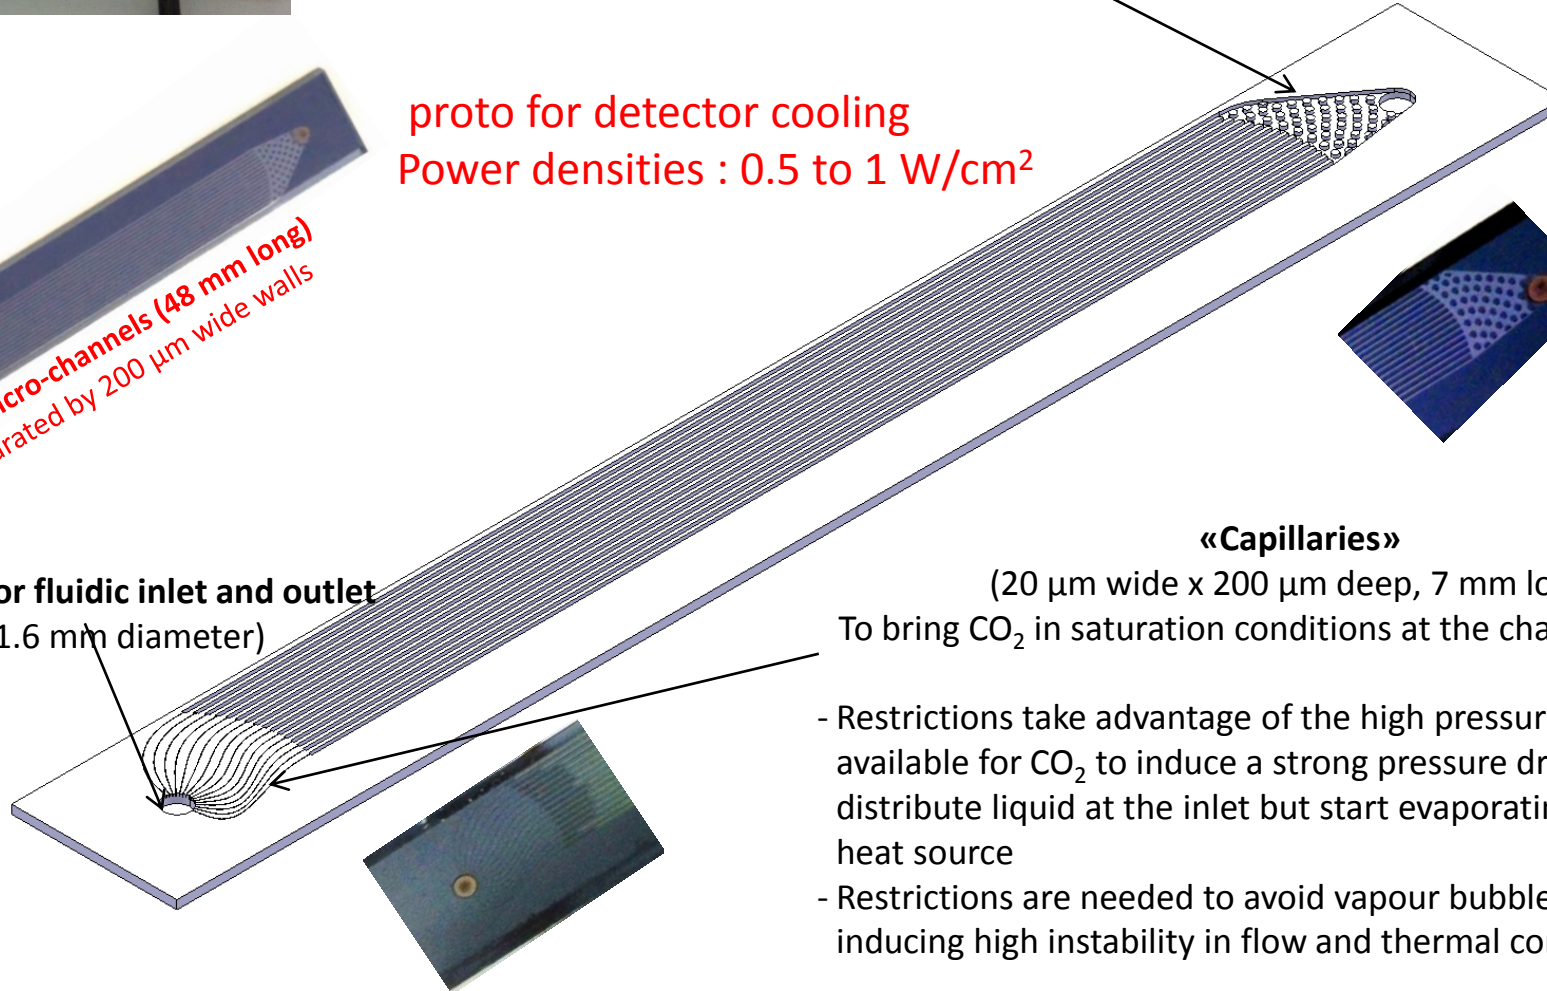 proto for detector cooling
Power densities : 0.5 to 1 W/cm²
micro-channels (48 mm long)
separated by 200 µm wide walls
or fluidic inlet and outlet
1.6 mm diameter)
«Capillaries»
(20 µm wide x 200 µm deep, 7 mm lo
To bring CO₂ in saturation conditions at the cha
- Restrictions take advantage of the high pressur
available for CO₂ to induce a strong pressure dr
distribute liquid at the inlet but start evaporatin
heat source
- Restrictions are needed to avoid vapour bubble
inducing high instability in flow and thermal co